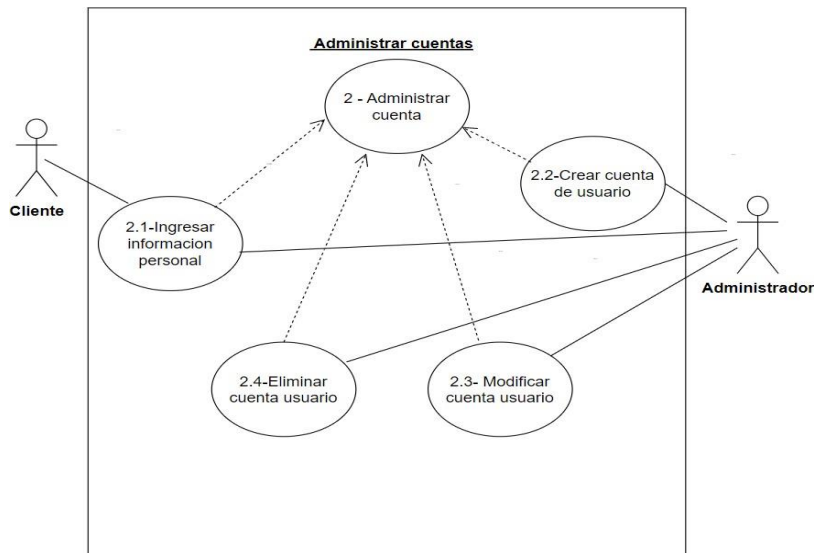 Administrar cuentas
2 - Administrar
cuenta
2.2-Crear cuenta
de usuario
Cliente
2.1-Ingresar
informacion
personal
Administrador
2.4-Eliminar
cuenta usuario
2.3- Modificar
cuenta usuario